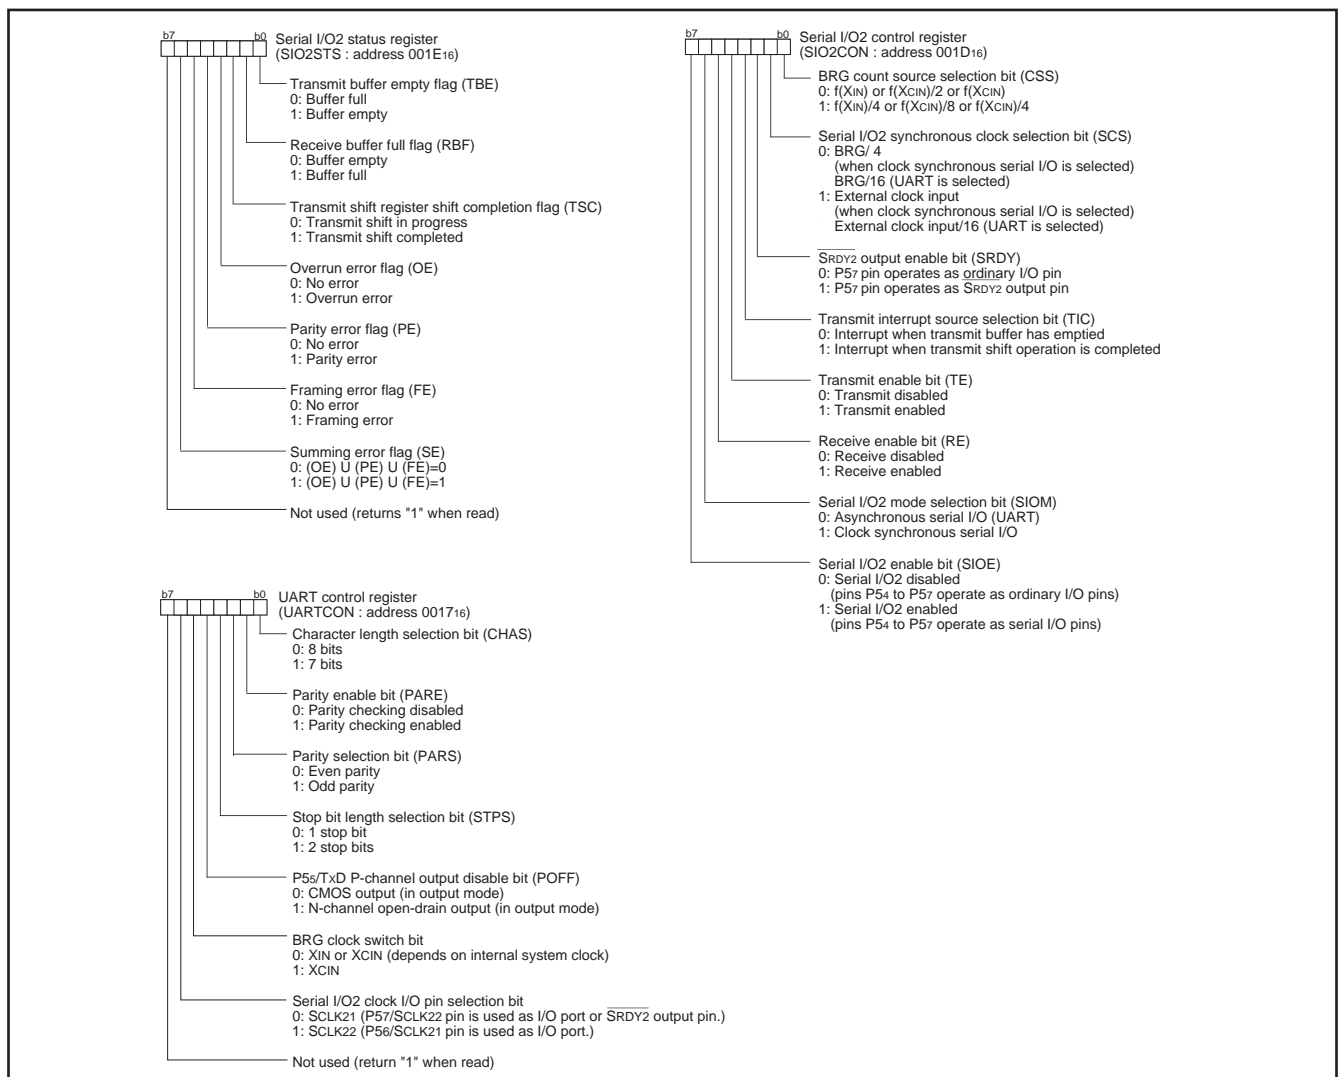 b7 b0 Serial I/O2 status register
(SIO2STS : address 001E16)
Transmit buffer empty flag (TBE)
0: Buffer full
1: Buffer empty
Receive buffer full flag (RBF)
0: Buffer empty
1: Buffer full
Transmit shift register shift completion flag (TSC)
0: Transmit shift in progress
1: Transmit shift completed
Overrun error flag (OE)
0: No error
1: Overrun error
Parity error flag (PE)
0: No error
1: Parity error
Framing error flag (FE)
0: No error
1: Framing error
Summing error flag (SE)
0: (OE) U (PE) U (FE)=0
1: (OE) U (PE) U (FE)=1
Not used (returns "1" when read)
b7 b0 UART control register
(UARTCON : address 001716)
Character length selection bit (CHAS)
0: 8 bits
1: 7 bits
Parity enable bit (PARE)
0: Parity checking disabled
1: Parity checking enabled
Parity selection bit (PARS)
0: Even parity
1: Odd parity
Stop bit length selection bit (STPS)
0: 1 stop bit
1: 2 stop bits
P55/TXD P-channel output disable bit (POFF)
0: CMOS output (in output mode)
1: N-channel open-drain output (in output mode)
BRG clock switch bit
0: XIN or XCIN (depends on internal system clock)
1: XCIN
Serial I/O2 clock I/O pin selection bit
0: SCLK21 (P57/SCLK22 pin is used as I/O port or SRDY2 output pin.)
1: SCLK22 (P56/SCLK21 pin is used as I/O port.)
Not used (return "1" when read)
b7 b0 Serial I/O2 control register
(SIO2CON : address 001D16)
BRG count source selection bit (CSS)
0: f(XIN) or f(XCIN)/2 or f(XCIN)
1: f(XIN)/4 or f(XCIN)/8 or f(XCIN)/4
Serial I/O2 synchronous clock selection bit (SCS)
0: BRG/ 4
(when clock synchronous serial I/O is selected)
BRG/16 (UART is selected)
1: External clock input
(when clock synchronous serial I/O is selected)
External clock input/16 (UART is selected)
SRDY2 output enable bit (SRDY)
0: P57 pin operates as ordinary I/O pin
1: P57 pin operates as SRDY2 output pin
Transmit interrupt source selection bit (TIC)
0: Interrupt when transmit buffer has emptied
1: Interrupt when transmit shift operation is completed
Transmit enable bit (TE)
0: Transmit disabled
1: Transmit enabled
Receive enable bit (RE)
0: Receive disabled
1: Receive enabled
Serial I/O2 mode selection bit (SIOM)
0: Asynchronous serial I/O (UART)
1: Clock synchronous serial I/O
Serial I/O2 enable bit (SIOE)
0: Serial I/O2 disabled
(pins P54 to P57 operate as ordinary I/O pins)
1: Serial I/O2 enabled
(pins P54 to P57 operate as serial I/O pins)